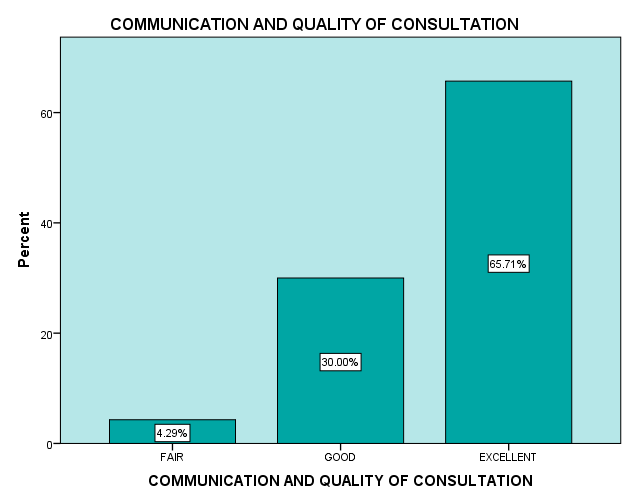 COMMUNICATION AND QUALITY OF CONSULTATION
Percent
60
40
20
0
65.71%
30.00%
4.29%
FAIR GOOD EXCELLENT
COMMUNICATION AND QUALITY OF CONSULTATION